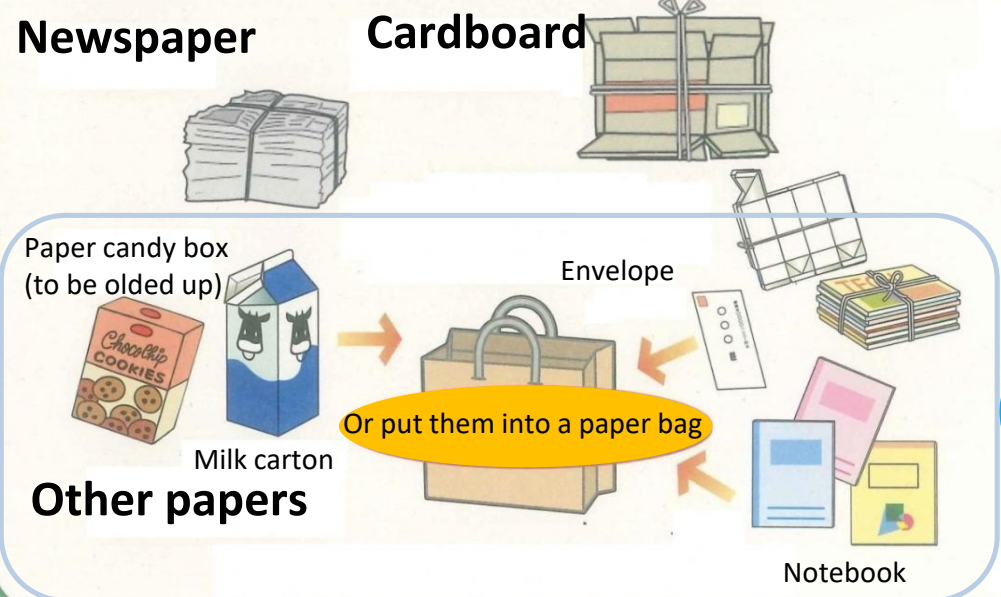 Newspaper
Cardboard
Paper candy box
(to be olded up)
Envelope
Chocochip
COOKIES
Or put them into a paper bag
Milk carton
Other papers
Notebook